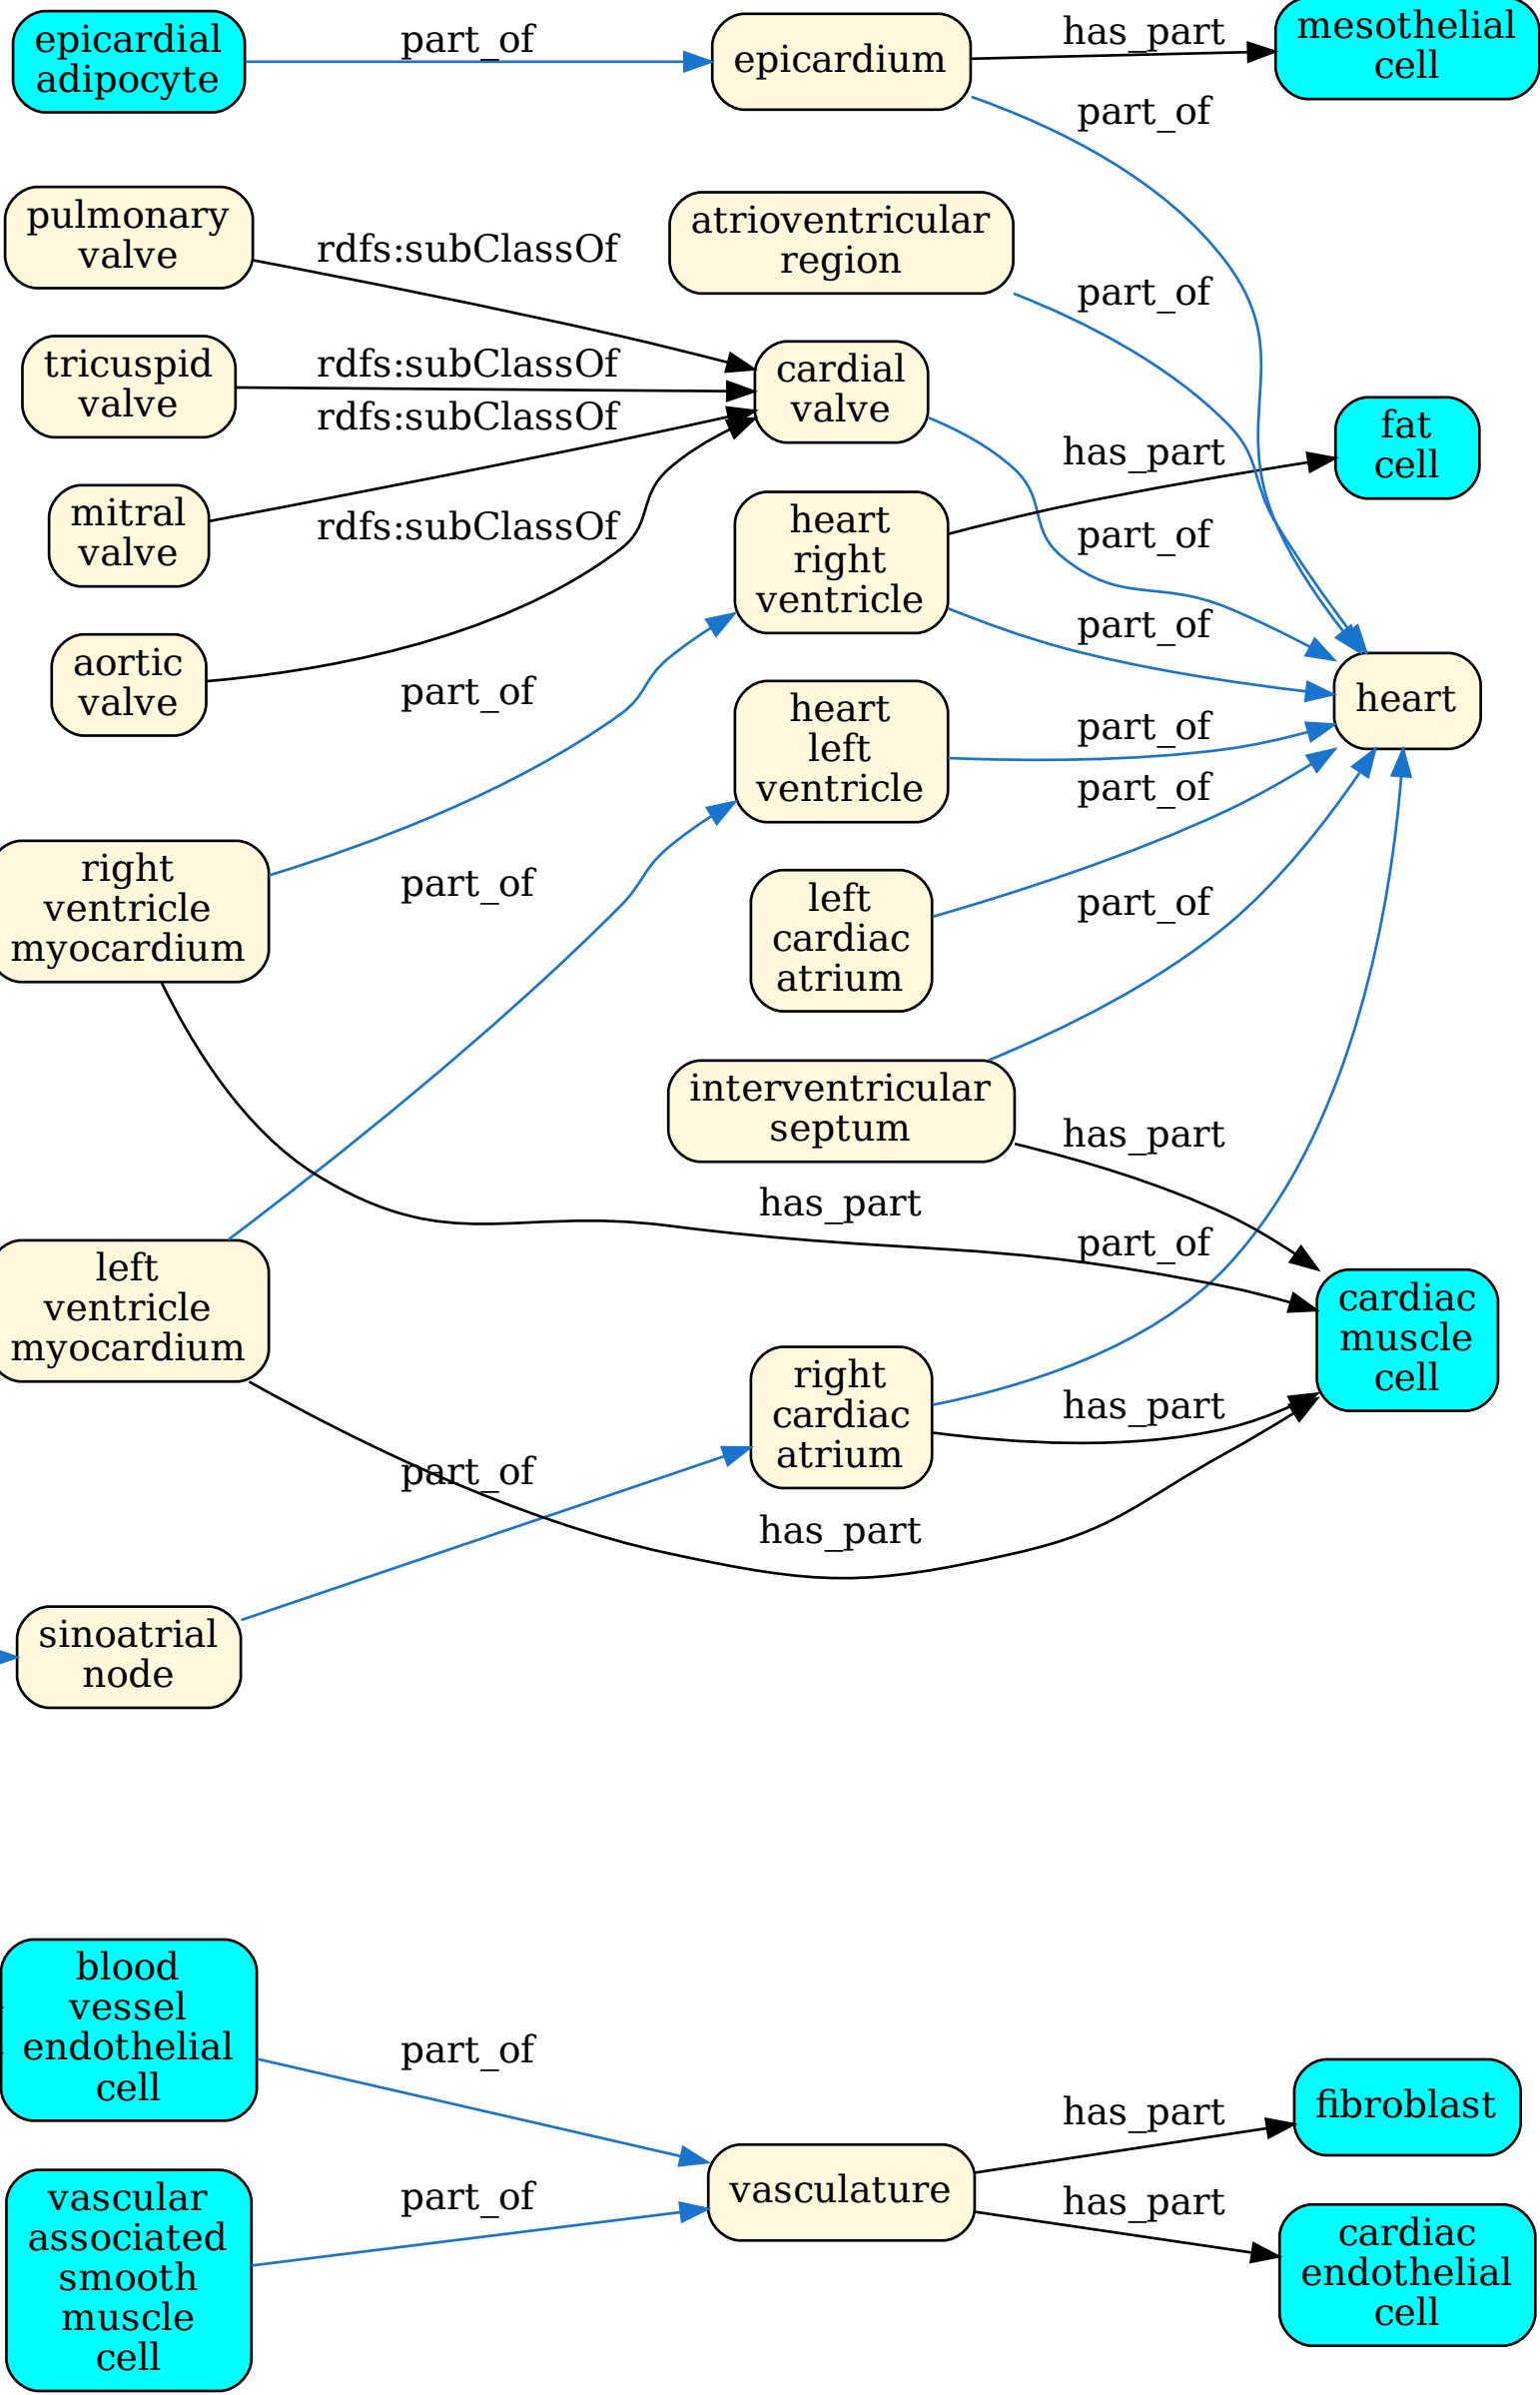 epicardial
adipocyte
part_of
epicardium
has_part
mesothelial
cell
part_of
pulmonary
valve
rdfs:subClassOf
atrioventricular
region
part_of
tricuspid
valve
rdfs:subClassOf
cardial
valve
rdfs:subClassOf
mitral
valve
rdfs:subClassOf
has_part
fat
cell
part_of
heart
right
ventricle
part_of
aortic
valve
part_of
heart
heart
left
ventricle
part_of
part_of
right
ventricle
myocardium
part_of
left
cardiac
atrium
part_of
interventricular
septum
has_part
has_part
part_of
left
ventricle
myocardium
cardiac
muscle
cell
right
cardiac
atrium
has_part
part_of
has_part
sinoatrial
node
blood
vessel
endothelial
cell
part_of
has_part
fibroblast
vasculature
part_of
has_part
vascular
associated
smooth
muscle
cell
cardiac
endothelial
cell